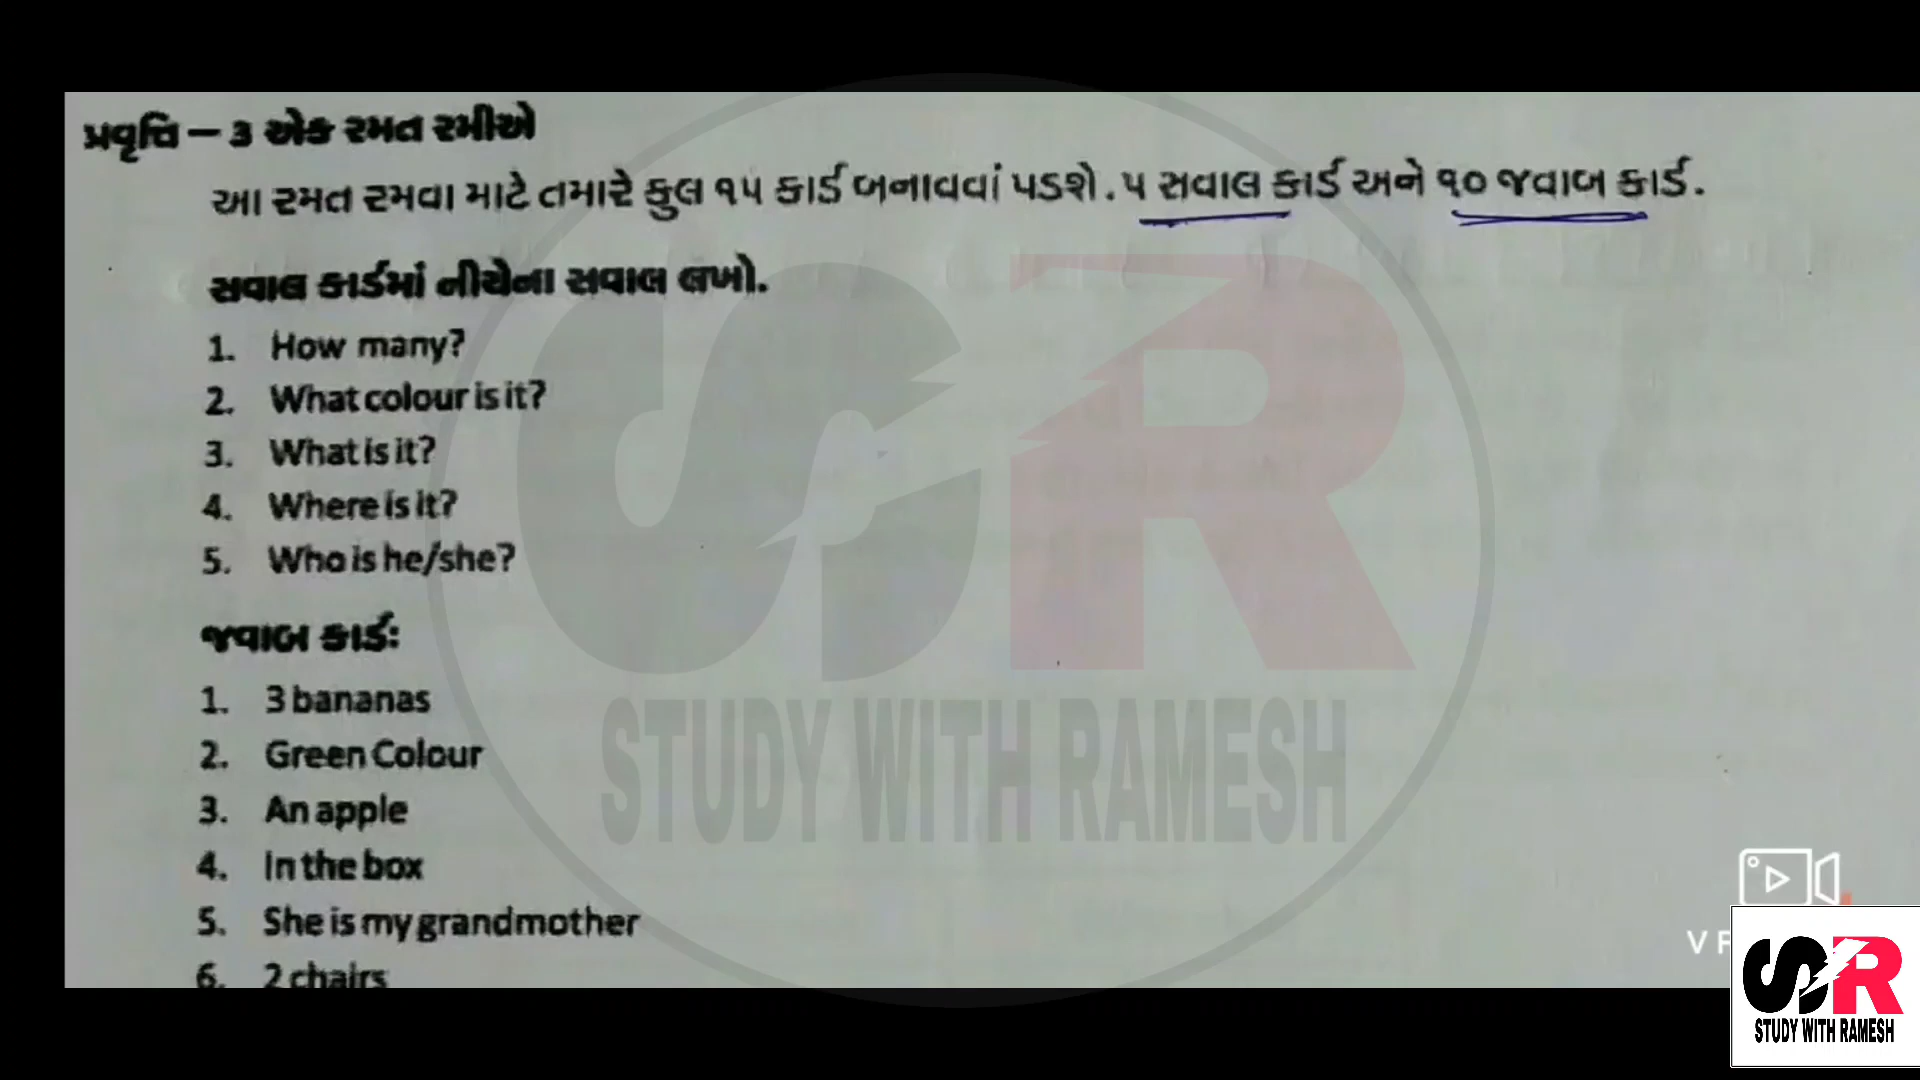 પ્રવૃત્તિ – ૩ એક રમત રમીએ
આ રમત રમવા માટે તમારે કુલ ૧૫ કાર્ડ બનાવવાં પડશે. ૫ સવાલ કાર્ડ અને ૧૦ જવાબ કાર્ડ.
સવાલ કાર્ડમાં નીચેના સવાલ લખો.
1. How many?
2. What colour is it?
3. What is it?
4. Where is it?
5. Who is he/she?
જવાબ કાર્ડ:
1. 3 bananas
2. Green Colour
3. An apple
4. In the box
5. She is my grandmother
6. 2 chairs
SR
STUDY WITH RAMESH
SR
STUDY WITH RAMESH